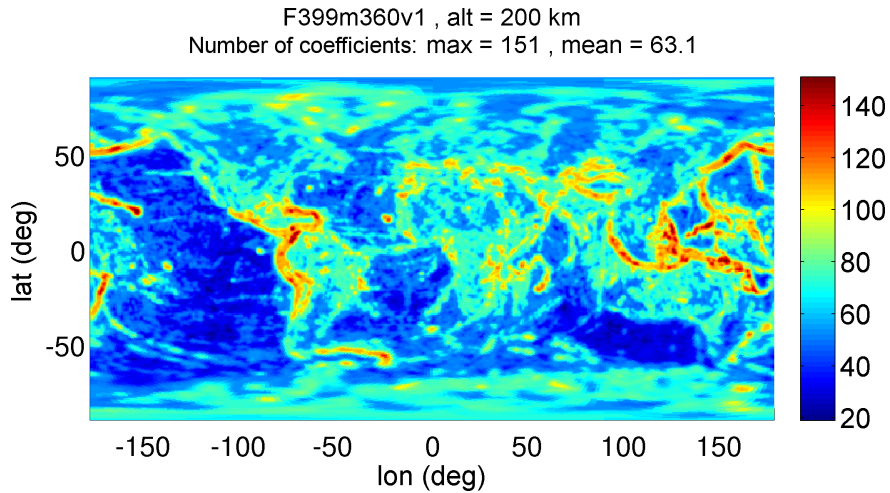 F399m360v1 , alt = 200 km
Number of coefficients: max = 151 , mean = 63.1
lat (deg)
50
0
-50
-150 -100 -50 0 50 100 150
lon (deg)
140
120
100
80
60
40
20